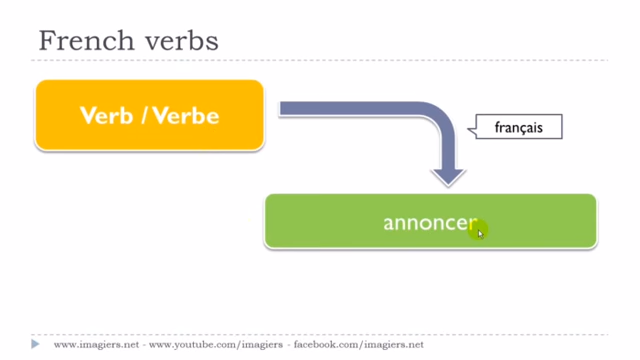 French verbs
Verb / Verbe
français
annoncer
www.imagiers.net - www.youtube.com/imagiers - facebook.com/imagiers.net